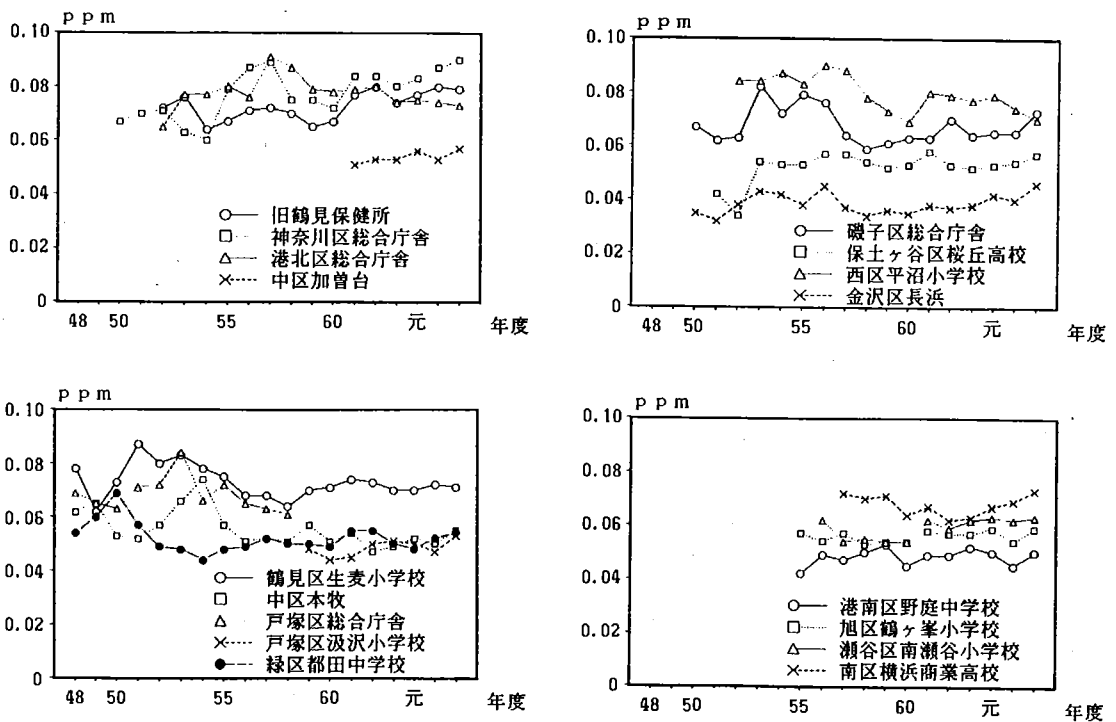 ppm
0.10
0.08
0.06
0.04
0.02
0
旧鶴見保健所
神奈川区総合庁舎
港北区総合庁舎
中区加曽台
48 50 55 60 元 年度
ppm
0.10
0.08
0.06
0.04
0.02
0
磯子区総合庁舎
保土ヶ谷区桜丘高校
西区平沼小学校
金沢区長浜
48 50 55 60 元 年度
ppm
0.10
0.08
0.06
0.04
0.02
0
鶴見区生麦小学校
中区本牧
戸塚区総合庁舎
戸塚区汲沢小学校
緑区都田中学校
48 50 55 60 元 年度
ppm
0.10
0.08
0.06
0.04
0.02
0
港南区野庭中学校
旭区鶴ヶ峯小学校
瀬谷区南瀬谷小学校
南区横浜商業高校
48 50 55 60 元 年度